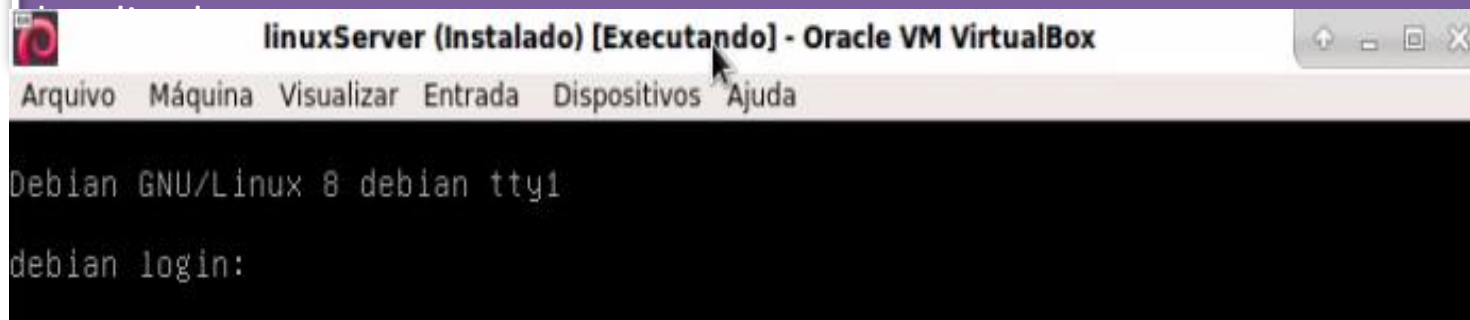 linuxServer (Instalado) [Executando] - Oracle VM VirtualBox
Arquivo Máquina Visualizar Entrada Dispositivos Ajuda
Debian GNU/Linux 8 debian tty1
debian login: